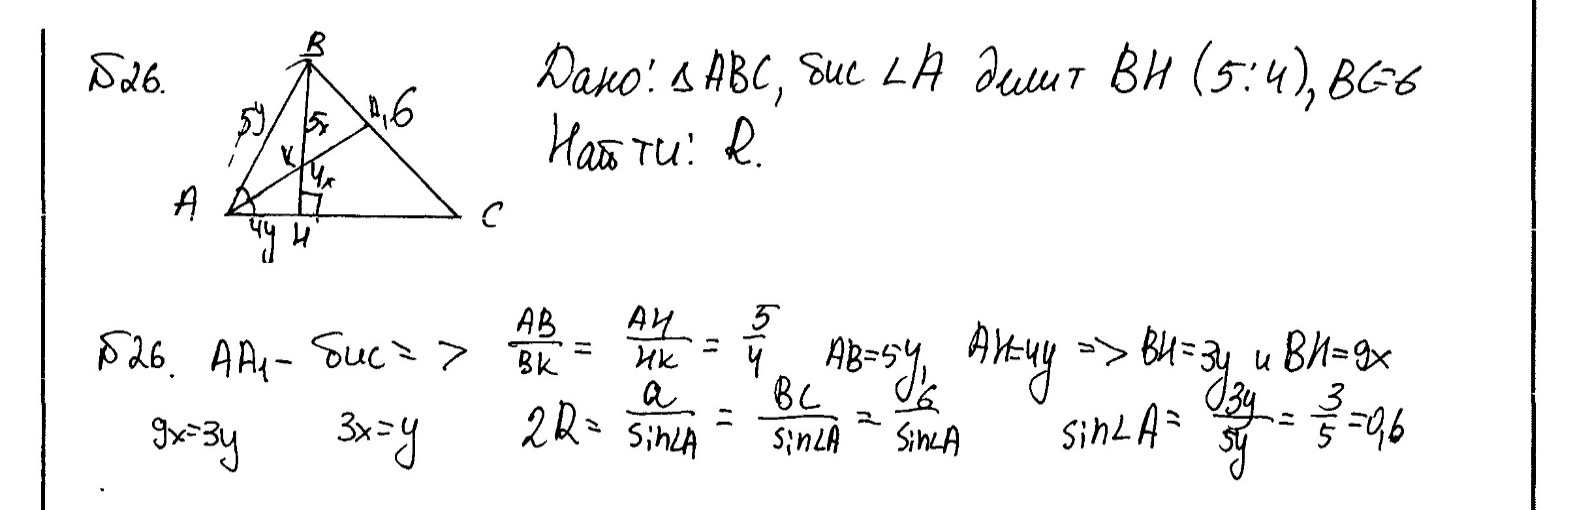 №26.
B
5y
5x
A₁
6
K
4x
A
4y
H
C
Дано: △ABC, бис ∠A делит BH (5:4), BC=6
Найти: R.
№26. AA₁ - бис => AB/BK = AH/HK = 5/4 AB=5y, AH=4y => BH=3y и BH=9x
9x=3y 3x=y 2R = a/sin∠A = BC/sin∠A = 6/sin∠A sin∠A = 3y/5y = 3/5 = 0,6